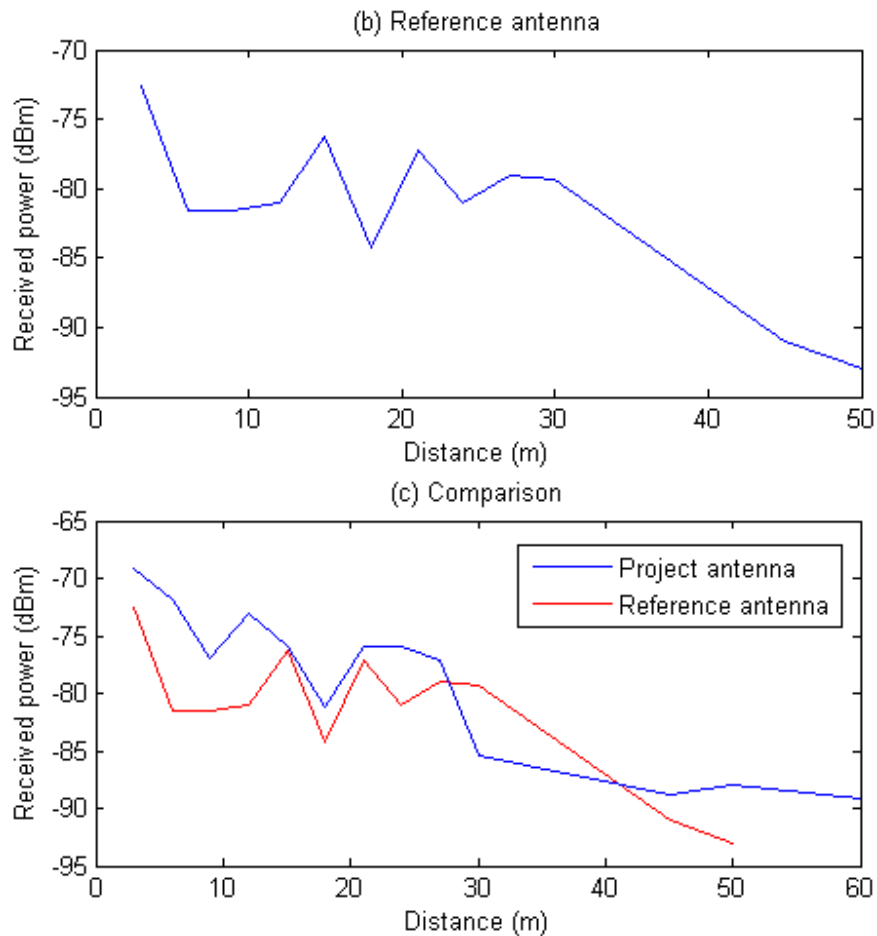 (b) Reference antenna
Received power (dBm)
-70
-75
-80
-85
-90
-95
0 10 20 30 40 50
Distance (m)
(c) Comparison
Received power (dBm)
-65
-70
-75
-80
-85
-90
-95
Project antenna
Reference antenna
0 10 20 30 40 50 60
Distance (m)